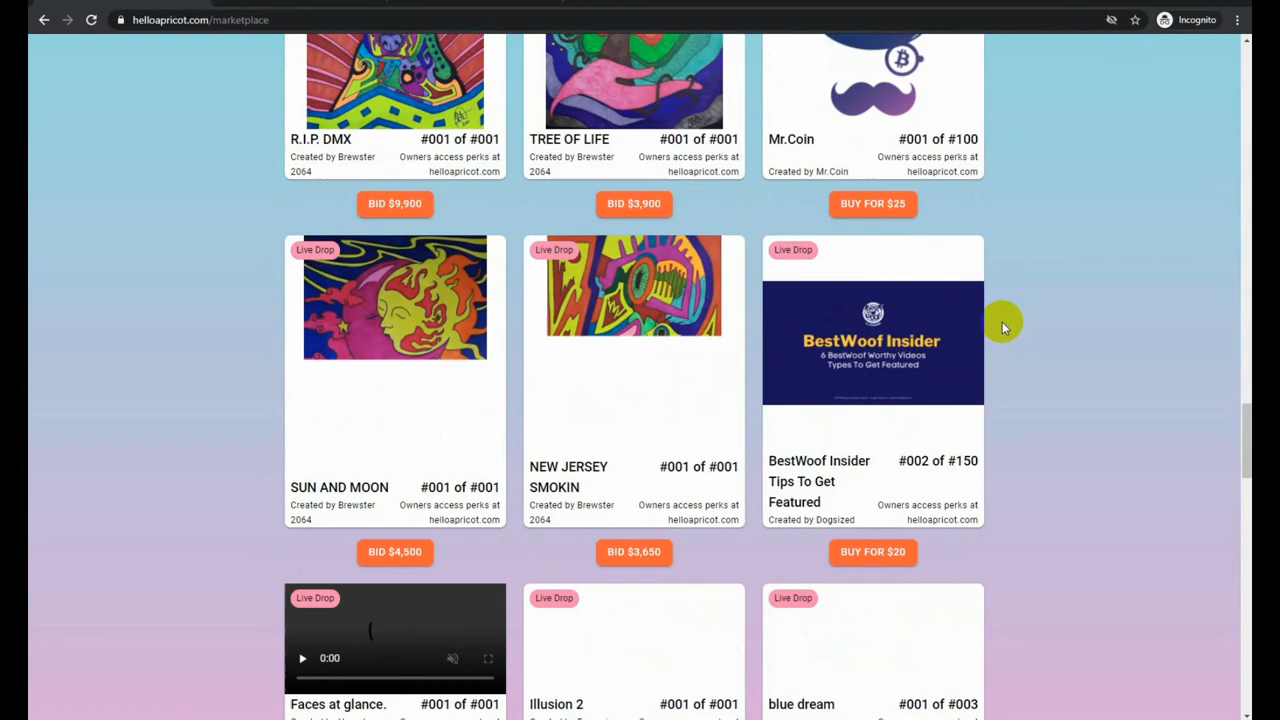 helloapricot.com/marketplace
Incognito
R.I.P. DMX #001 of #001
Created by Brewster 2064
Owners access perks at helloapricot.com
TREE OF LIFE #001 of #001
Created by Brewster 2064
Owners access perks at helloapricot.com
Mr.Coin #001 of #100
Created by Mr.Coin
Owners access perks at helloapricot.com
BID $9,900
BID $3,900
BUY FOR $25
Live Drop
SUN AND MOON #001 of #001
Created by Brewster 2064
Owners access perks at helloapricot.com
Live Drop
NEW JERSEY SMOKIN #001 of #001
Created by Brewster 2064
Owners access perks at helloapricot.com
Live Drop
BestWoof Insider
6 BestWoof Worthy Videos
Types To Get Featured
BestWoof Insider Tips To Get Featured #002 of #150
Created by Dogsized
Owners access perks at helloapricot.com
BID $4,500
BID $3,650
BUY FOR $20
Live Drop
0:00
Faces at glance. #001 of #001
Live Drop
Illusion 2 #001 of #001
Live Drop
blue dream #001 of #003